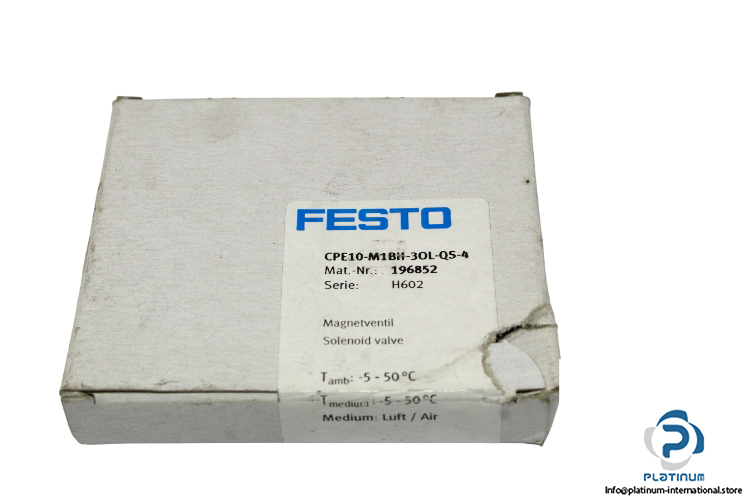 FESTO
CPE10-M1BH-3OL-QS-4
Mat.-Nr.: 196852
Serie: H602
Magnetventil
Solenoid valve
Tamb: -5 - 50 °C
Tmedium: -5 - 50 °C
Medium: Luft / Air
PLATINUM
Info@platinum-international.store